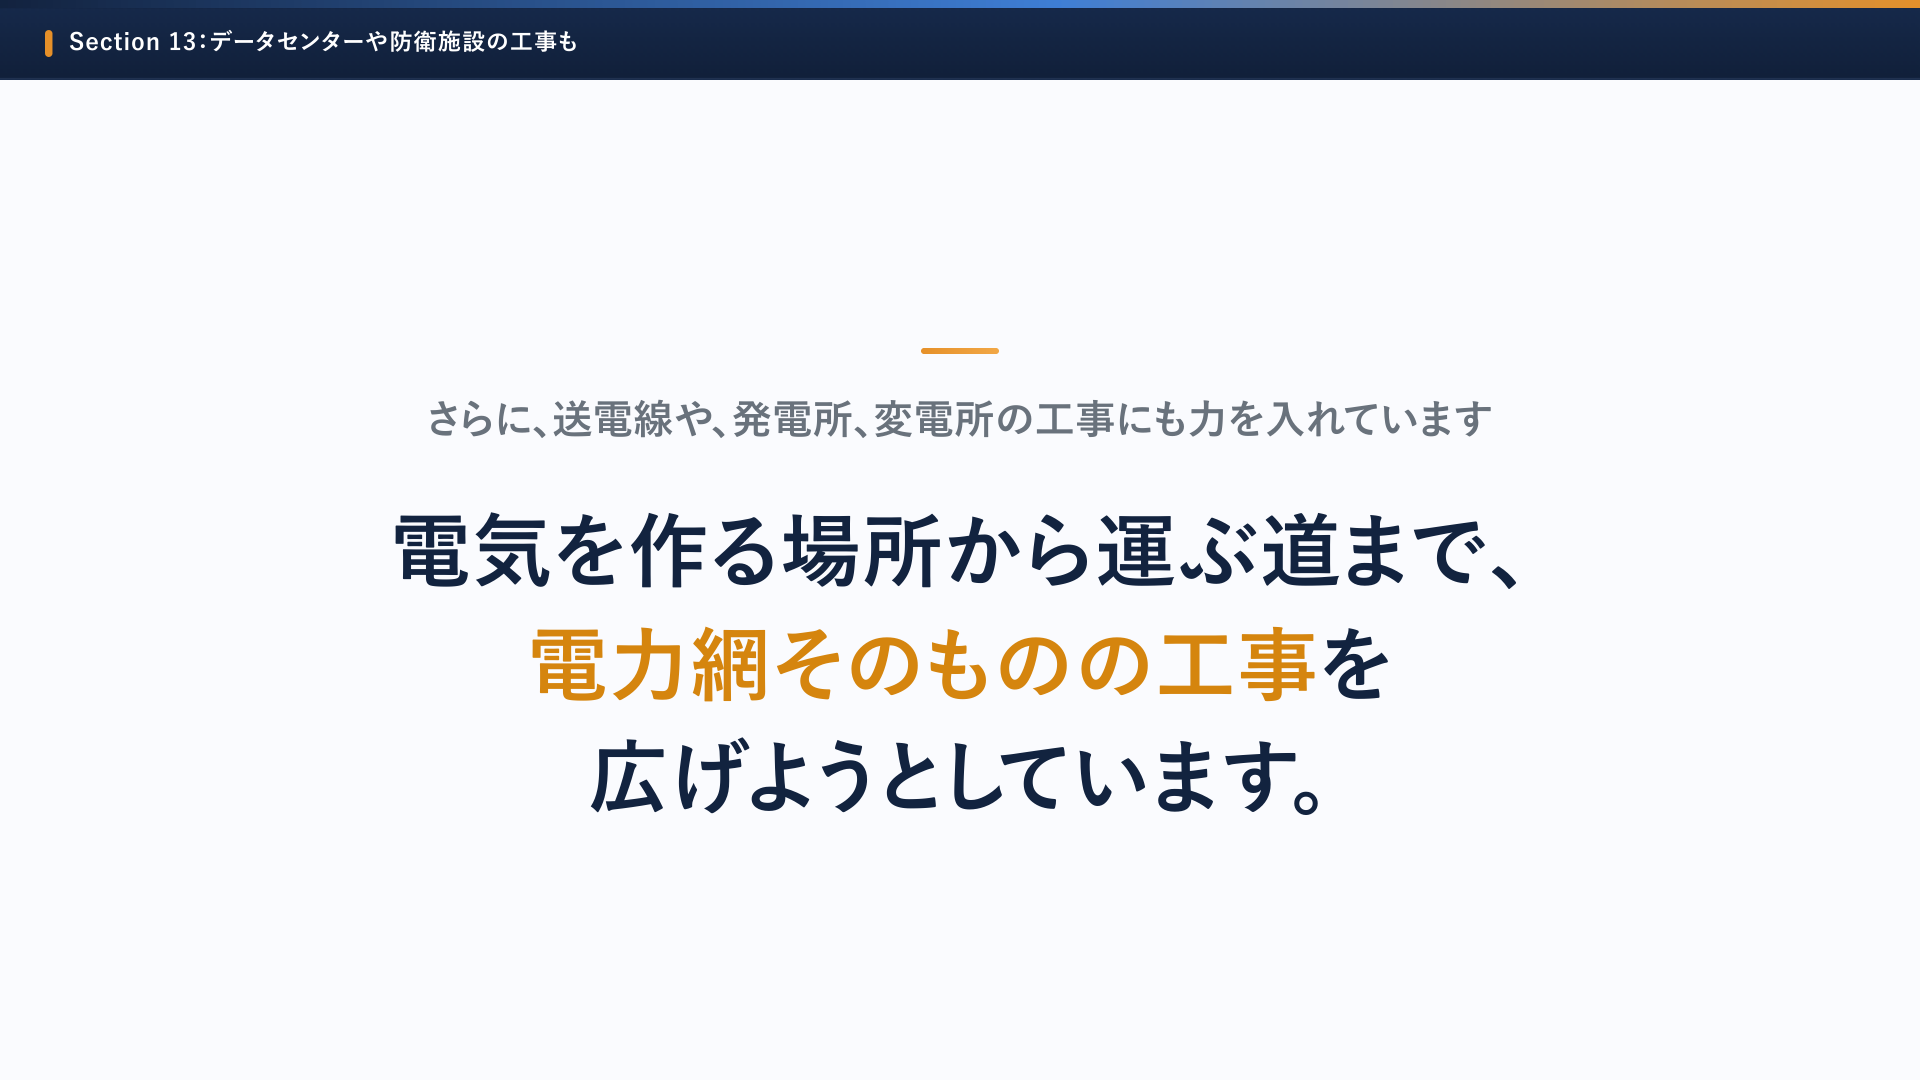 Section 13：データセンターや防衛施設の工事も
さらに、送電線や、発電所、変電所の工事にも力を入れています
電気を作る場所から運ぶ道まで、
電力網そのものの工事を
広げようとしています。